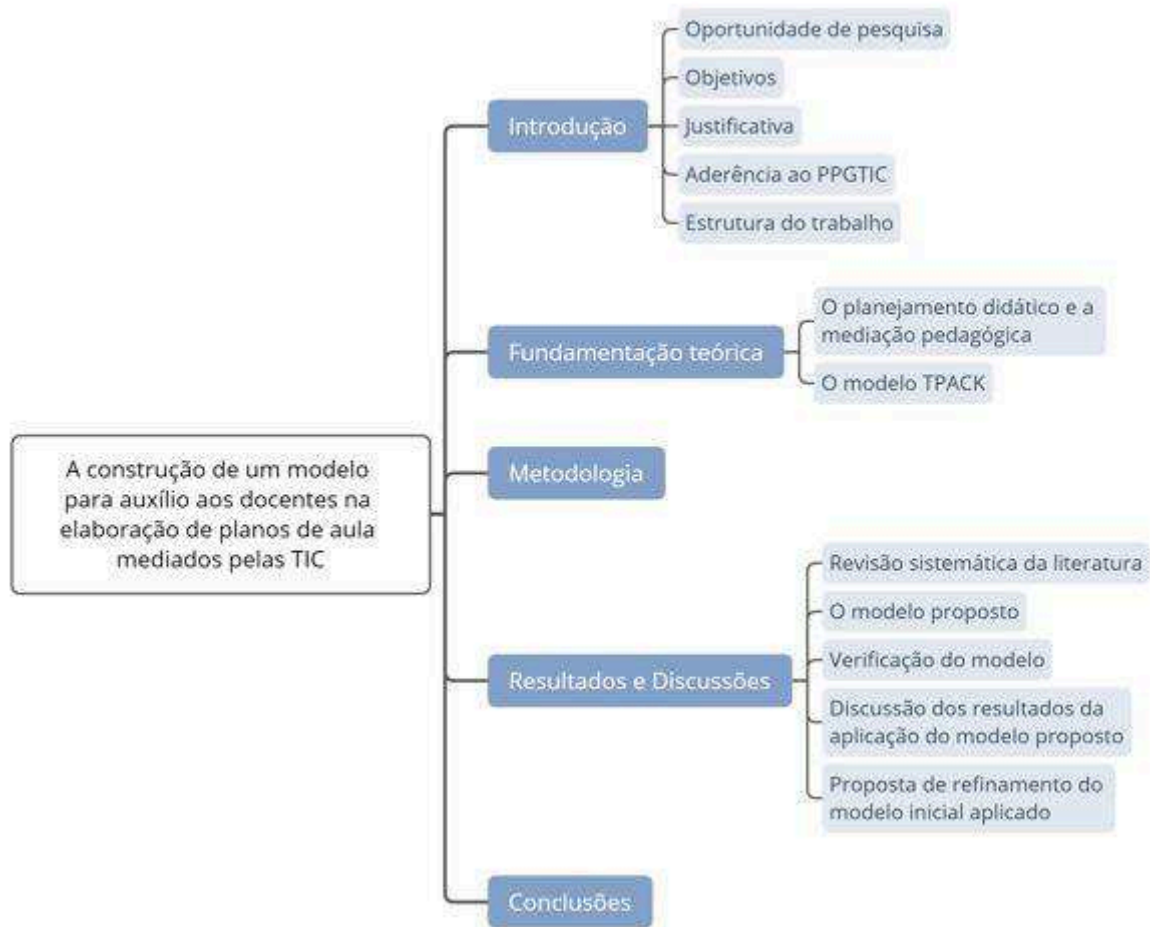 A construção de um modelo
para auxílio aos docentes na
elaboração de planos de aula
mediados pelas TIC
Introdução
Oportunidade de pesquisa
Objetivos
Justificativa
Aderência ao PPGTIC
Estrutura do trabalho
Fundamentação teórica
O planejamento didático e a
mediação pedagógica
O modelo TPACK
Metodologia
Resultados e Discussões
Revisão sistemática da literatura
O modelo proposto
Verificação do modelo
Discussão dos resultados da
aplicação do modelo proposto
Proposta de refinamento do
modelo inicial aplicado
Conclusões